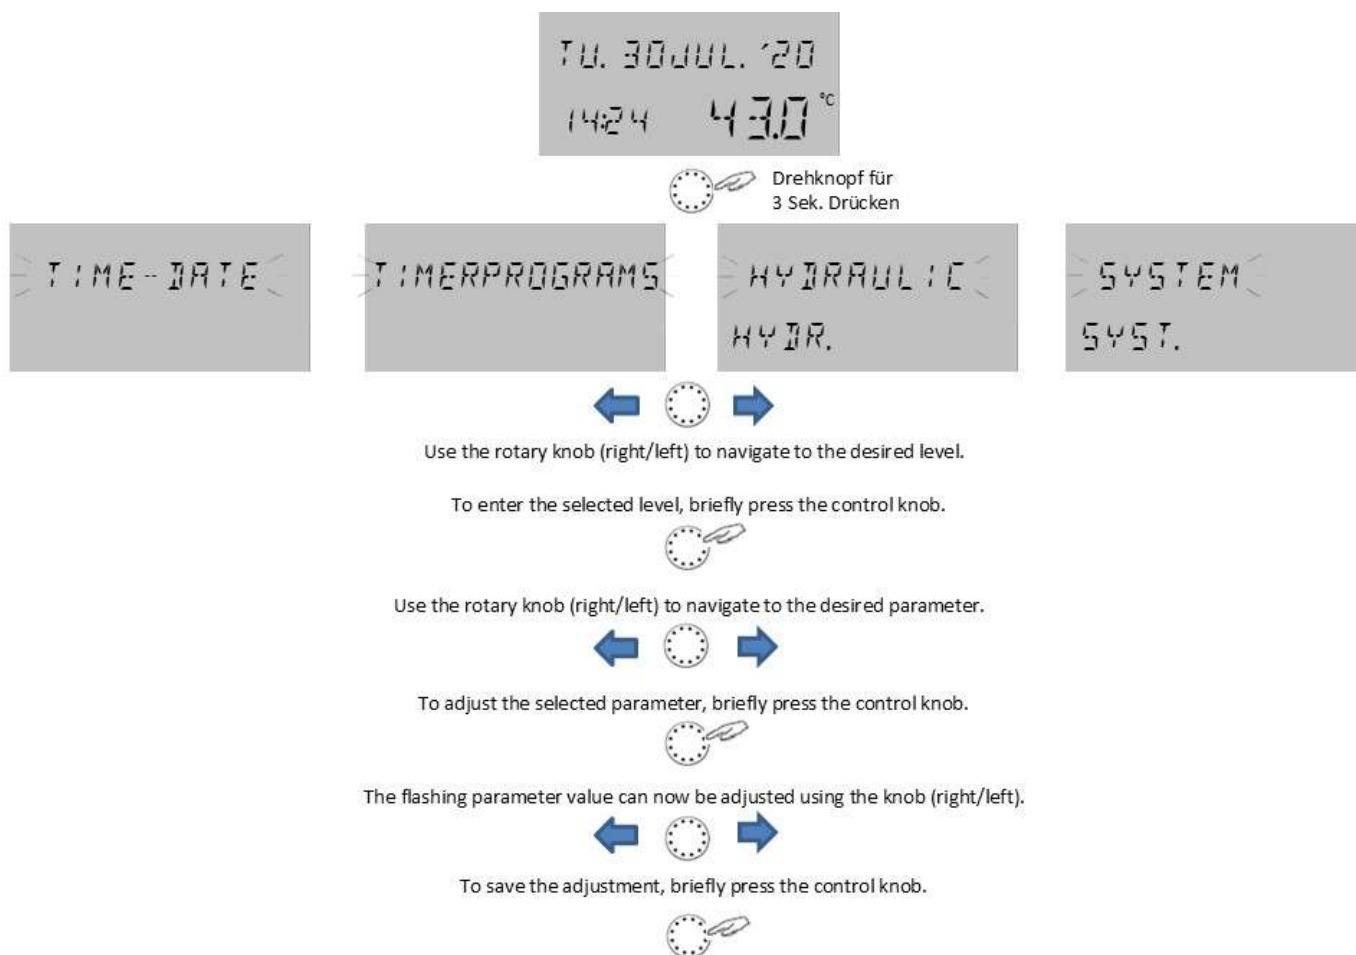 TU. 30JUL. ´20
14:24 43.0 °C
Drehknopf für
3 Sek. Drücken
TIME-DATE
TIMERPROGRAMS
HYDRAULIC
HYDR.
SYSTEM
SYST.
Use the rotary knob (right/left) to navigate to the desired level.
To enter the selected level, briefly press the control knob.
Use the rotary knob (right/left) to navigate to the desired parameter.
To adjust the selected parameter, briefly press the control knob.
The flashing parameter value can now be adjusted using the knob (right/left).
To save the adjustment, briefly press the control knob.